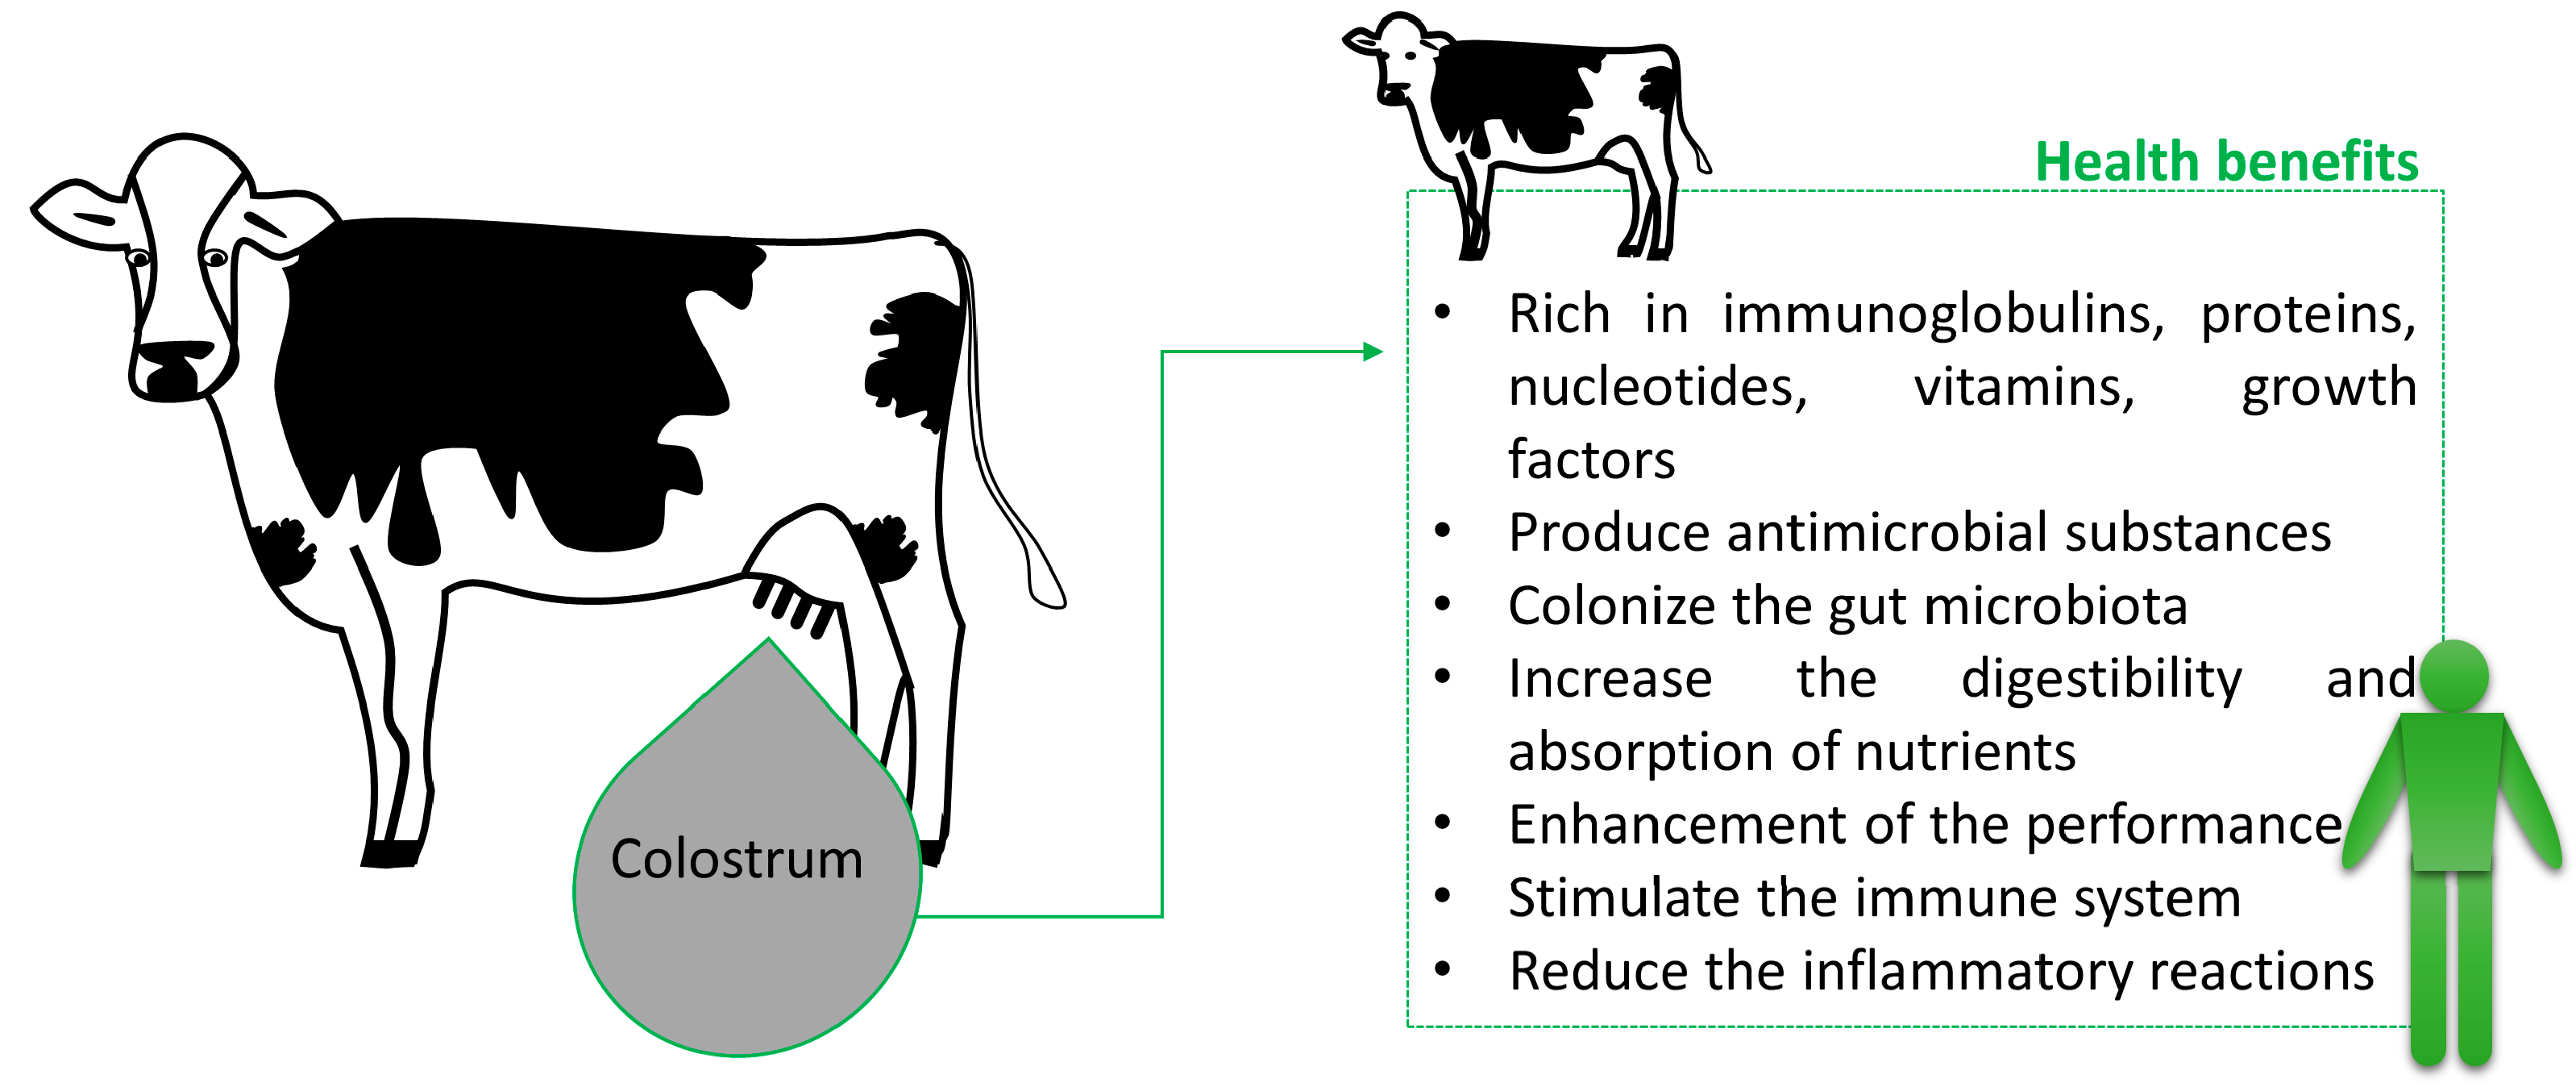 Health benefits
• Rich in immunoglobulins, proteins,
nucleotides, vitamins, growth
factors
• Produce antimicrobial substances
• Colonize the gut microbiota
• Increase the digestibility and
absorption of nutrients
• Enhancement of the performance
• Stimulate the immune system
• Reduce the inflammatory reactions
Colostrum